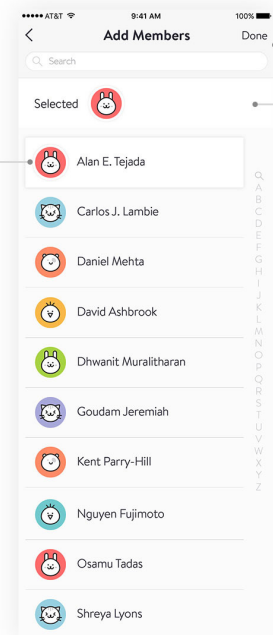 AT&T 9:41 AM 100%
Add Members Done
Search
Selected
Alan E. Tejada
Carlos J. Lambie
Daniel Mehta
David Ashbrook
Dhwanit Muralitharan
Goudam Jeremiah
Kent Parry-Hill
Nguyen Fujimoto
Osamu Tadas
Shreya Lyons
A
B
C
D
E
F
G
H
I
J
K
L
M
N
O
P
Q
R
S
T
U
V
W
X
Y
Z